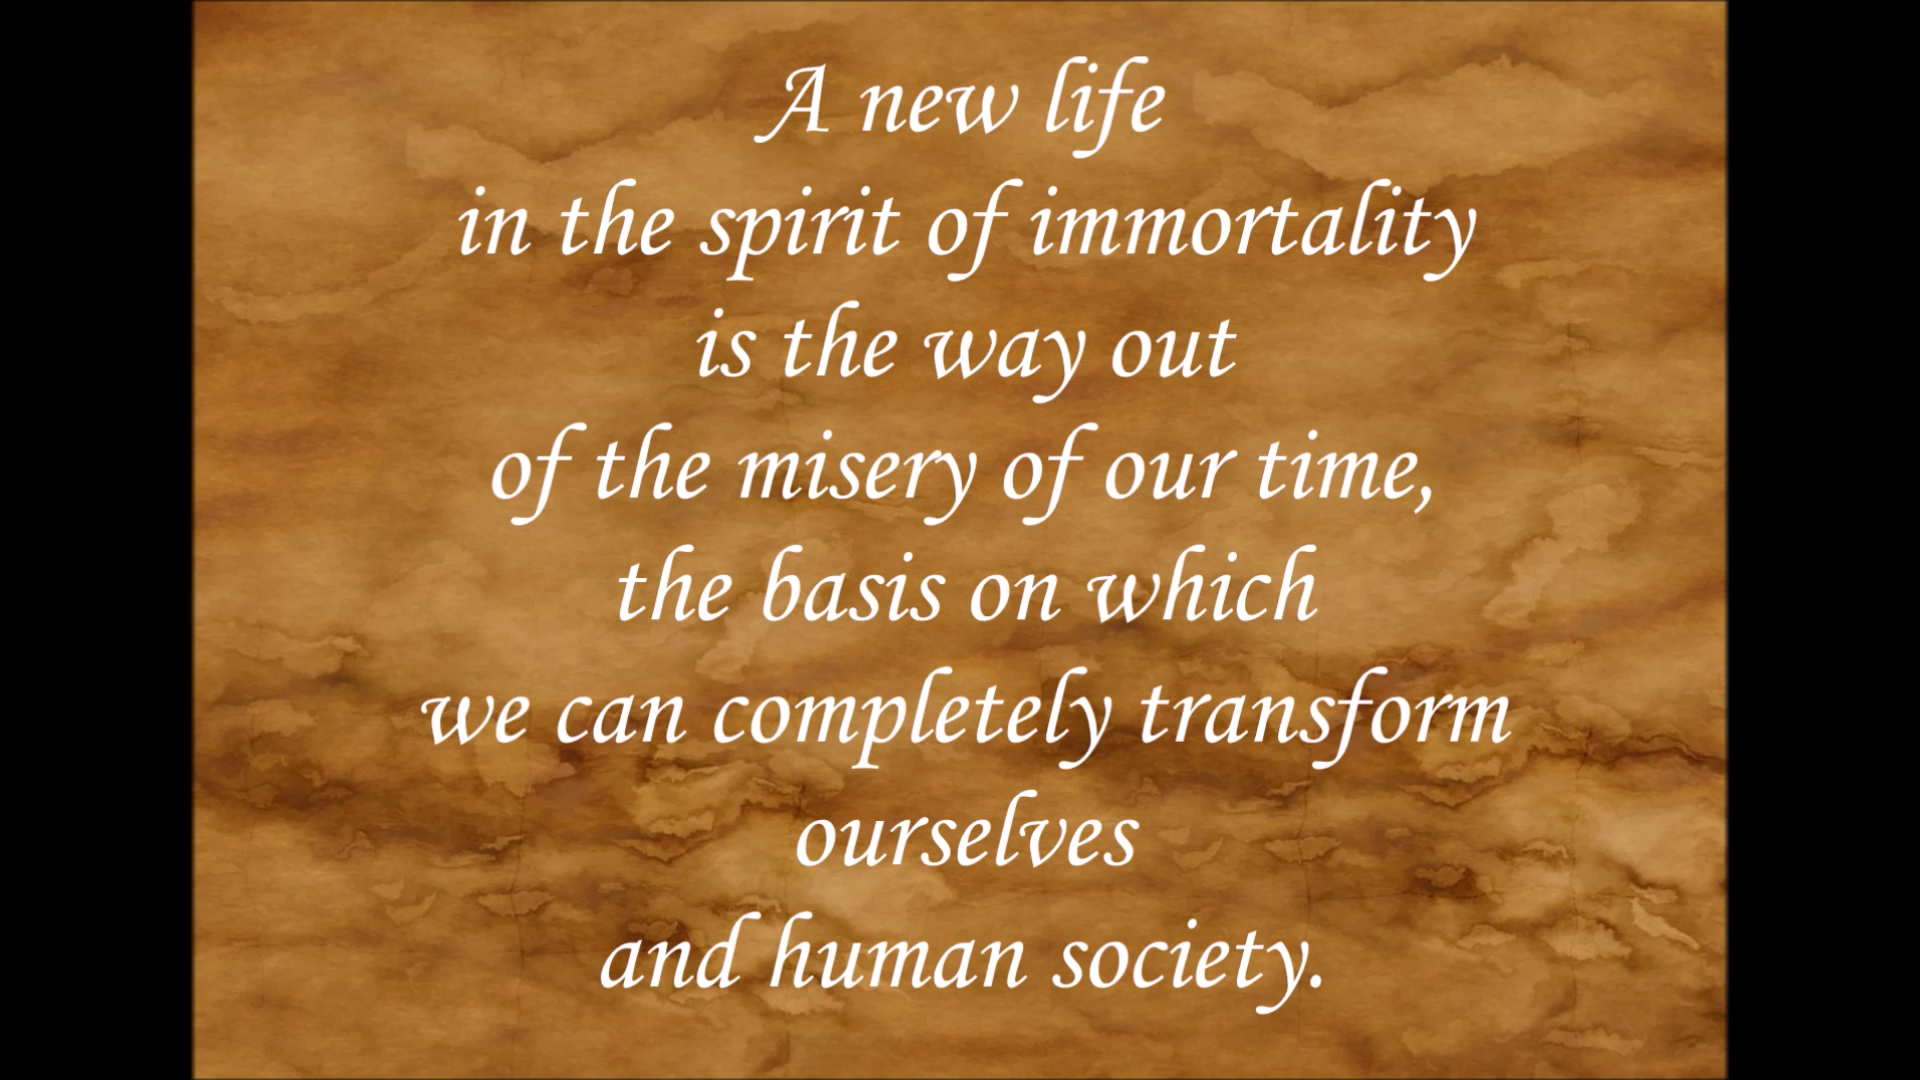 A new life
in the spirit of immortality
is the way out
of the misery of our time,
the basis on which
we can completely transform
ourselves
and human society.